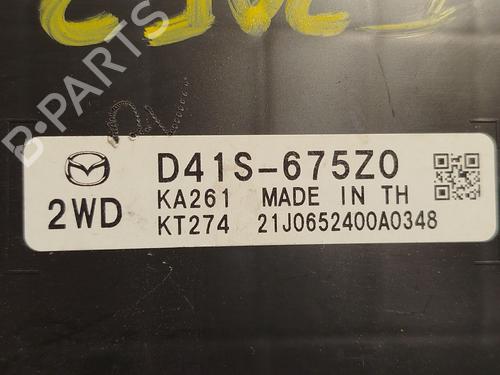 B-PARTS
D41S-675Z0
2WD
KA261 MADE IN TH
KT274 21J0652400A0348